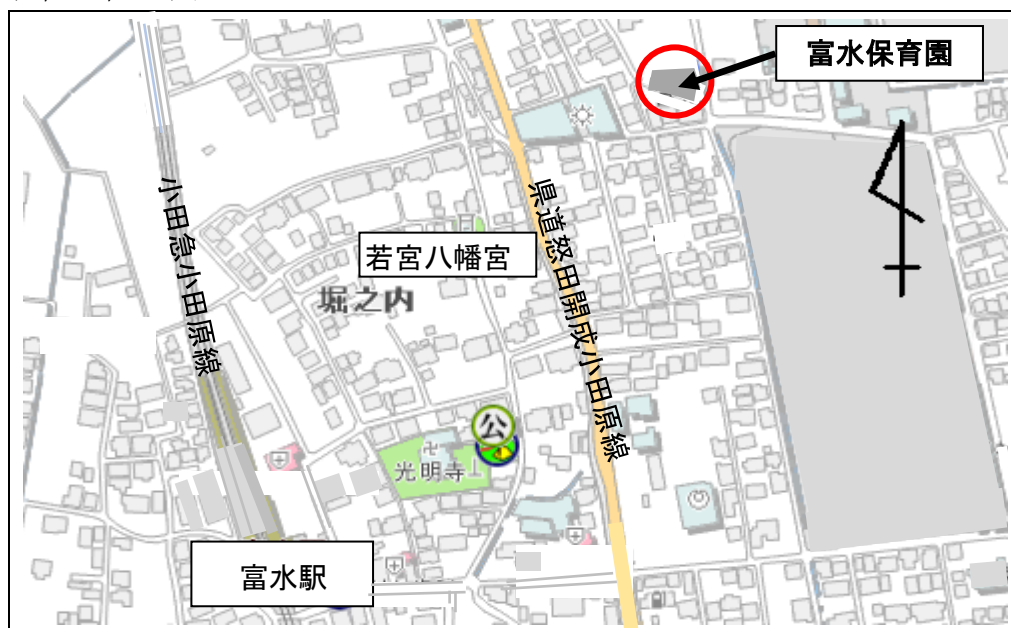 富水保育園
小田急小田原線
県道怒田開成小田原線
若宮八幡宮
堀之内
公
光明寺
富水駅